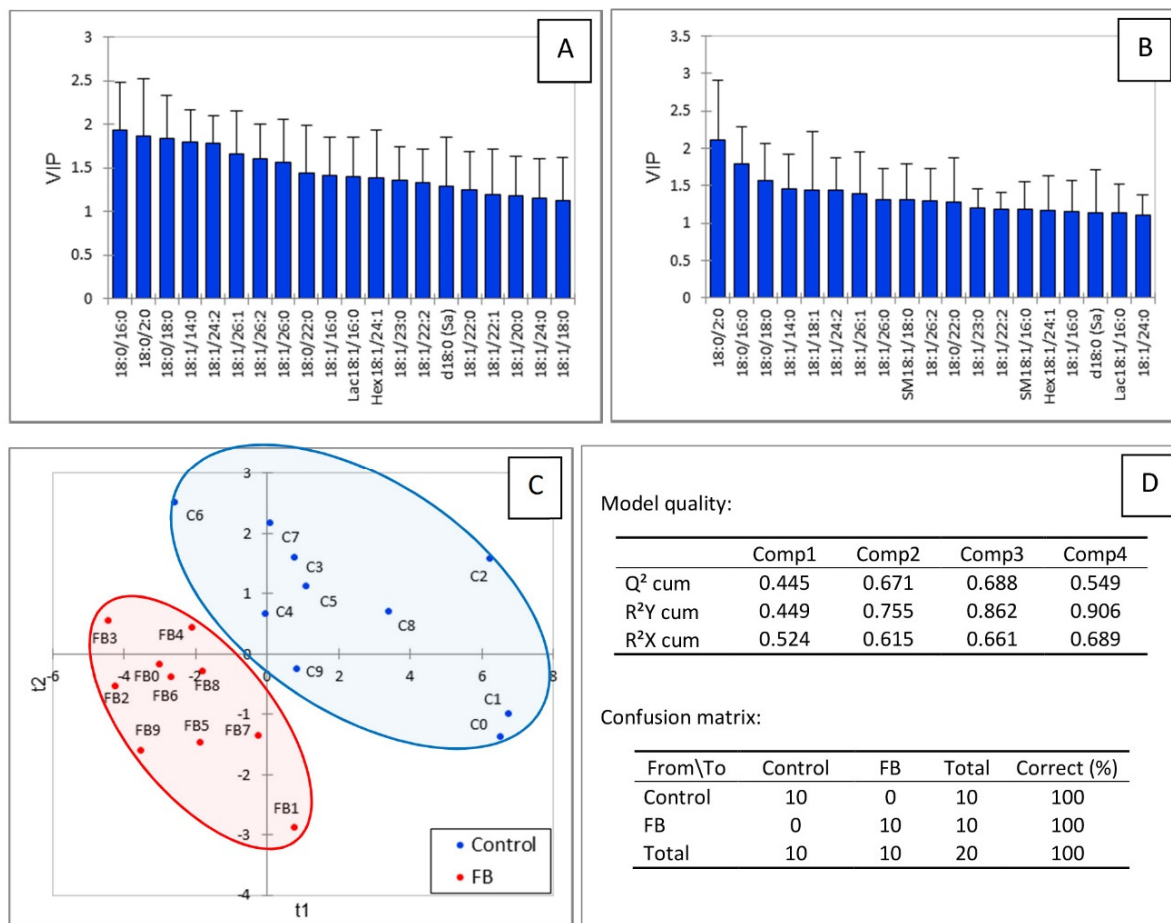 A
3
2.5
2
1.5
1
0.5
0
VIP
18:0/16:0
18:0/2:0
18:0/18:0
18:1/14:0
18:1/24:2
18:1/26:1
18:1/26:2
18:1/26:0
18:0/22:0
18:1/16:0
Lac18:1/16:0
Hex18:1/24:1
18:1/23:0
18:1/22:2
d18:0 (Sa)
18:1/22:0
18:1/22:1
18:1/20:0
18:1/24:0
18:1/18:0
B
3.5
3
2.5
2
1.5
1
0.5
0
VIP
18:0/2:0
18:0/16:0
18:0/18:0
18:1/14:0
18:1/18:1
18:1/24:2
18:1/26:1
18:1/26:0
SM18:1/18:0
18:1/26:2
18:0/22:0
18:1/23:0
18:1/22:2
SM18:1/16:0
Hex18:1/24:1
18:1/16:0
d18:0 (Sa)
Lac18:1/16:0
18:1/24:0
C
3
2
1
0
-1
-2
-3
-4
-6
-4
-2
0
2
4
6
8
t2
t1
C6
C7
C3
C2
C5
C4
C8
C9
C1
C0
FB3
FB4
FB0
FB8
FB2
FB6
FB9
FB5
FB7
FB1
Control
FB
D
Model quality:
Comp1 Comp2 Comp3 Comp4
Q² cum 0.445 0.671 0.688 0.549
R²Y cum 0.449 0.755 0.862 0.906
R²X cum 0.524 0.615 0.661 0.689
Confusion matrix:
From\To Control FB Total Correct (%)
Control 10 0 10 100
FB 0 10 10 100
Total 10 10 20 100